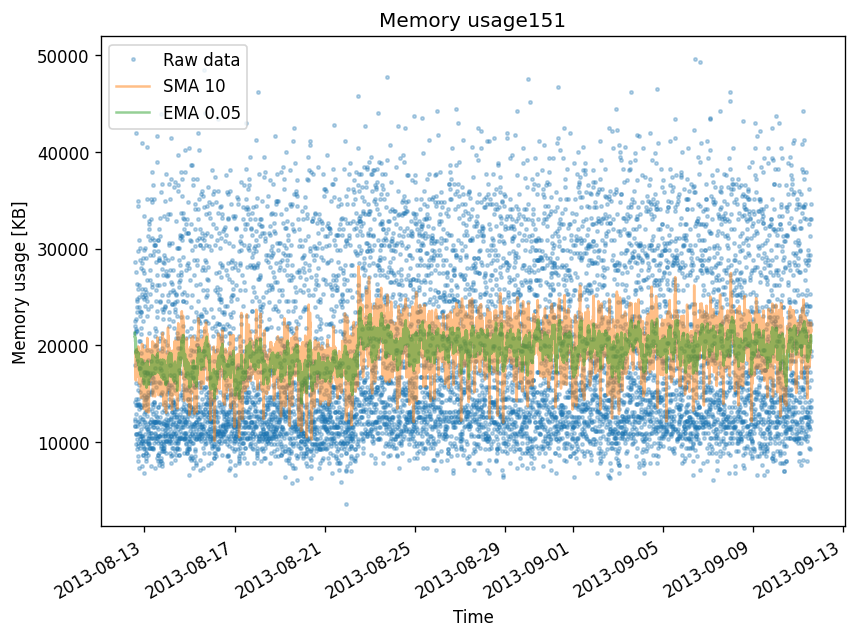 Memory usage151
50000
40000
30000
20000
10000
Memory usage [KB]
Raw data
SMA 10
EMA 0.05
2013-08-13
2013-08-17
2013-08-21
2013-08-25
2013-08-29
2013-09-01
2013-09-05
2013-09-09
2013-09-13
Time